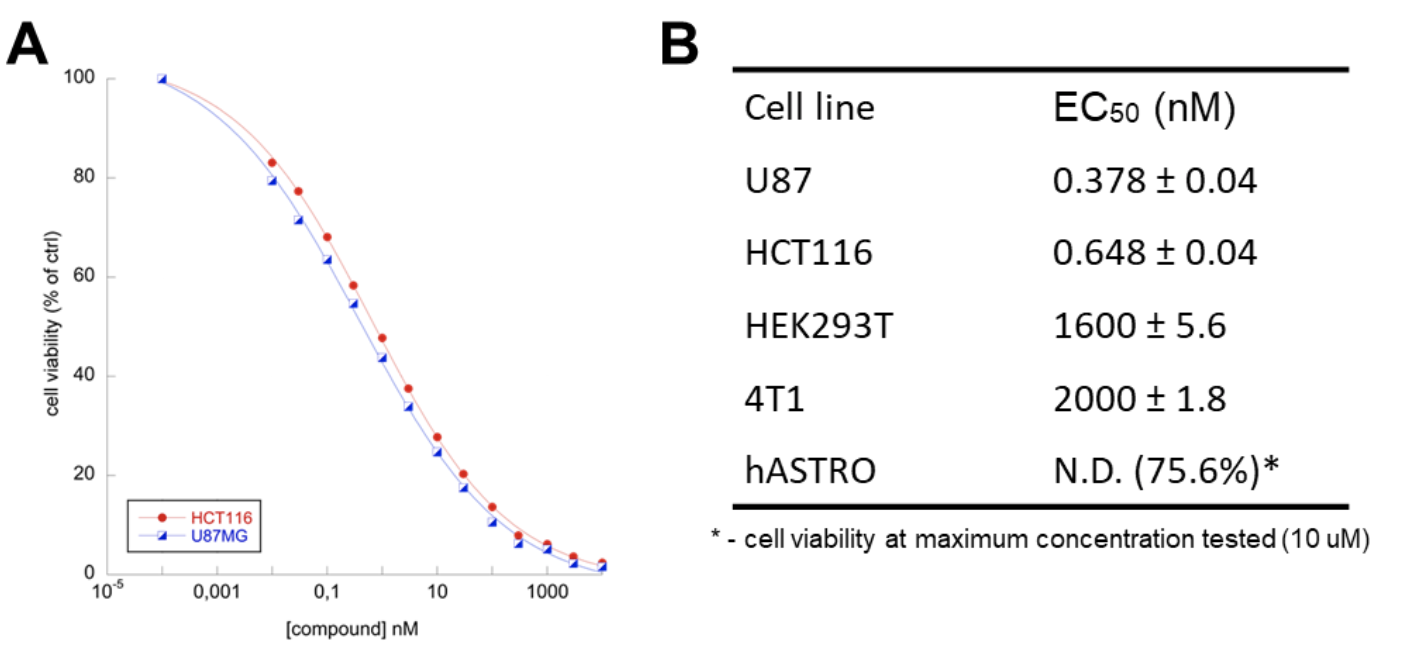 A
100
80
60
40
20
0
cell viability (% of ctrl)
HCT116
U87MG
10-5 0,001 0,1 10 1000
[compound] nM
B
Cell line EC50 (nM)
U87 0.378 ± 0.04
HCT116 0.648 ± 0.04
HEK293T 1600 ± 5.6
4T1 2000 ± 1.8
hASTRO N.D. (75.6%)*
* - cell viability at maximum concentration tested (10 uM)